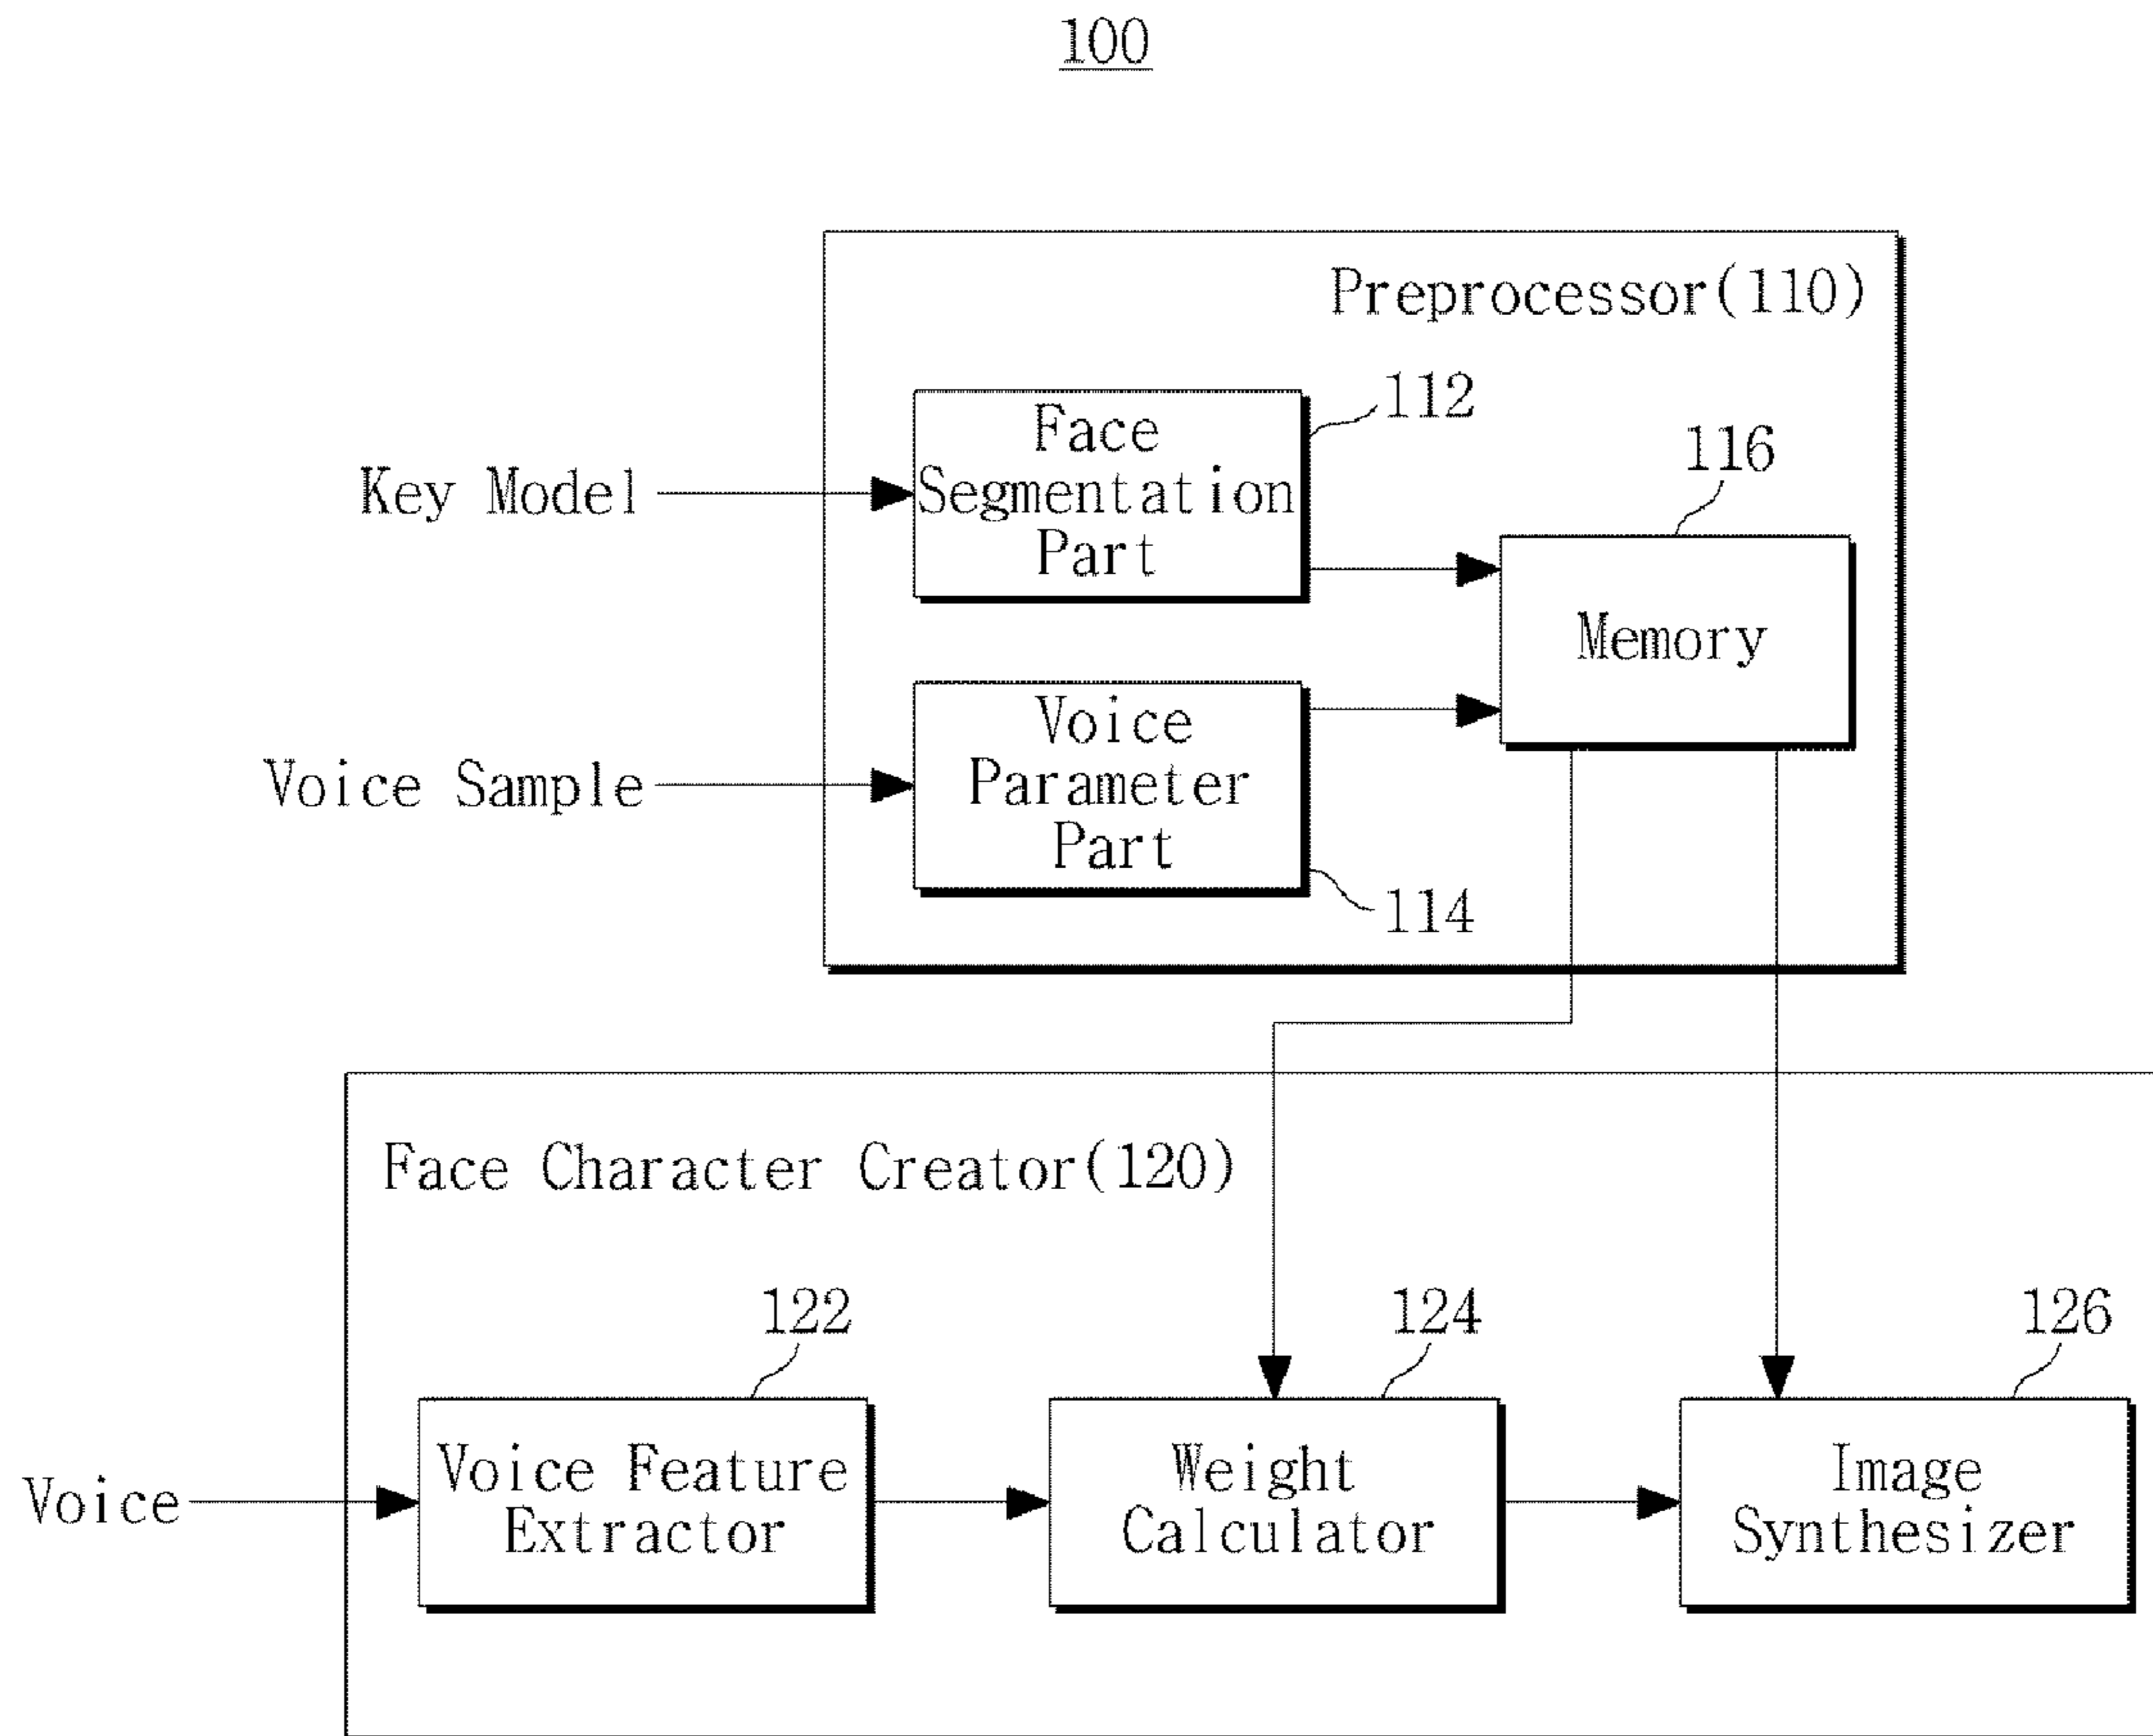 100
Preprocessor(110)
112
Face
Segmentation
Part
Key Model
116
Memory
Voice
Parameter
Part
Voice Sample
114
Face Character Creator(120)
122
124
126
Voice
Voice Feature
Extractor
Weight
Calculator
Image
Synthesizer